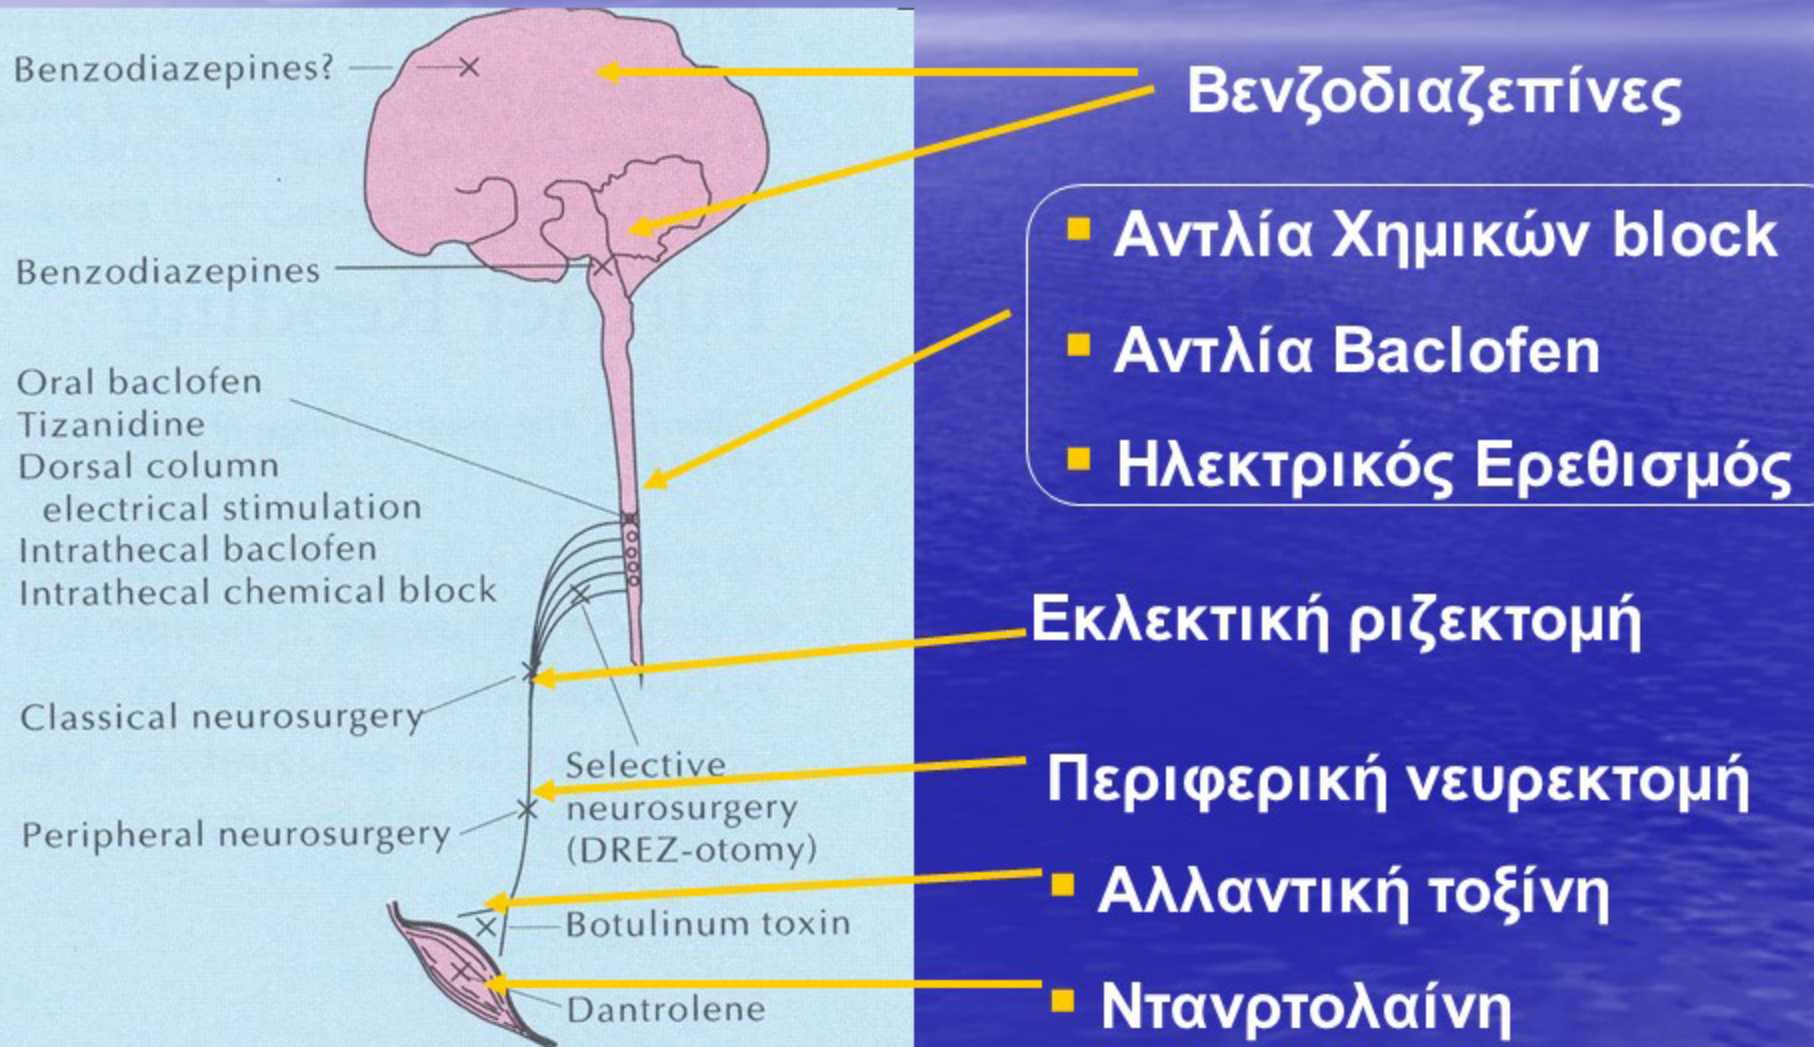 Benzodiazepines?
Benzodiazepines
Oral baclofen
Tizanidine
Dorsal column
electrical stimulation
Intrathecal baclofen
Intrathecal chemical block
Classical neurosurgery
Selective
neurosurgery
(DREZ-otomy)
Peripheral neurosurgery
Botulinum toxin
Dantrolene
Βενζοδιαζεπίνες
Αντλία Χημικών block
Αντλία Baclofen
Ηλεκτρικός Ερεθισμός
Εκλεκτική ριζεκτομή
Περιφερική νευρεκτομή
Αλλαντική τοξίνη
Ντανρτολαίνη